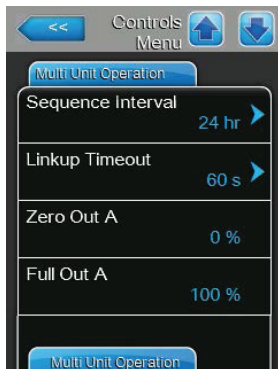 << Controls
Menu
Multi Unit Operation
Sequence Interval
24 hr
Linkup Timeout
60 s
Zero Out A
0 %
Full Out A
100 %
Multi Unit Operation